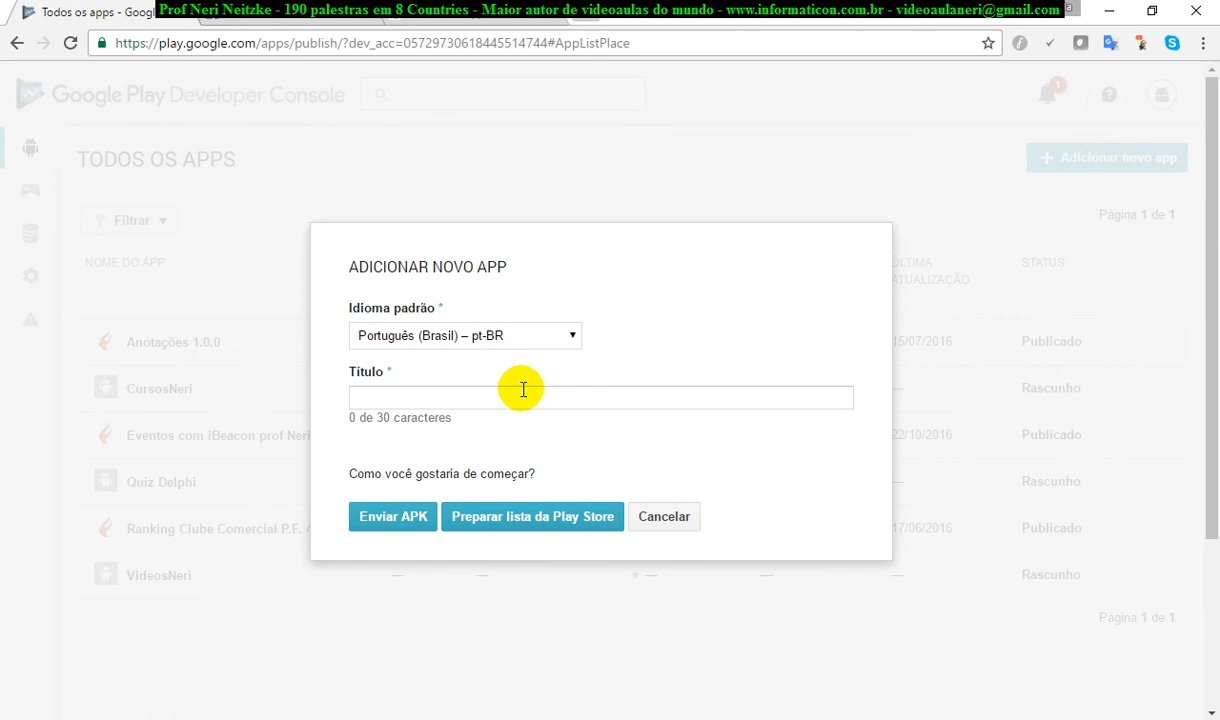 Todos os apps - Googl
Prof Neri Neitzke - 190 palestras em 8 Countries - Maior autor de videoaulas do mundo - www.informaticon.com.br - videoaulaneri@gmail.com
https://play.google.com/apps/publish/?dev_acc=05729730618445514744#AppListPlace
Google Play Developer Console
1
TODOS OS APPS
Adicionar novo app
Filtrar
Página 1 de 1
NOME DO APP
ÚLTIMA
ATUALIZAÇÃO
STATUS
ADICIONAR NOVO APP
Idioma padrão *
Português (Brasil) – pt-BR
Título *
0 de 30 caracteres
Como você gostaria de começar?
Enviar APK
Preparar lista da Play Store
Cancelar
Anotações 1.0.0
15/07/2016
Publicado
CursosNeri
—
Rascunho
Eventos com iBeacon prof Neri
22/10/2016
Publicado
Quiz Delphi
—
Rascunho
Ranking Clube Comercial P.F.
17/06/2016
Publicado
VideosNeri
— — * — — —
Rascunho
Página 1 de 1